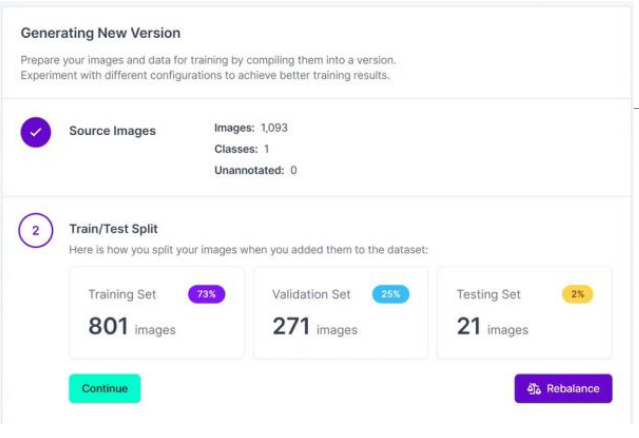 Generating New Version
Prepare your images and data for training by compiling them into a version.
Experiment with different configurations to achieve better training results.
Source Images
Images: 1,093
Classes: 1
Unannotated: 0
2
Train/Test Split
Here is how you split your images when you added them to the dataset:
Training Set 73%
801 images
Validation Set 25%
271 images
Testing Set 2%
21 images
Continue
Rebalance